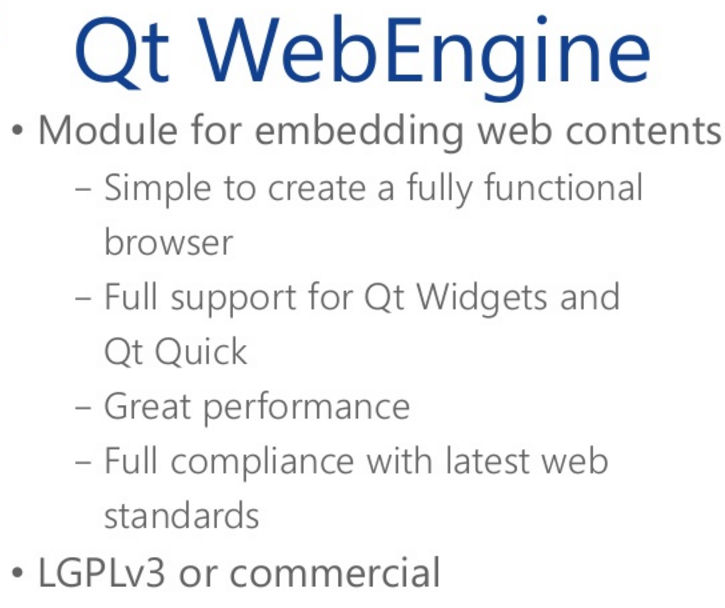 Qt WebEngine
• Module for embedding web contents
– Simple to create a fully functional
browser
– Full support for Qt Widgets and
Qt Quick
– Great performance
– Full compliance with latest web
standards
• LGPLv3 or commercial